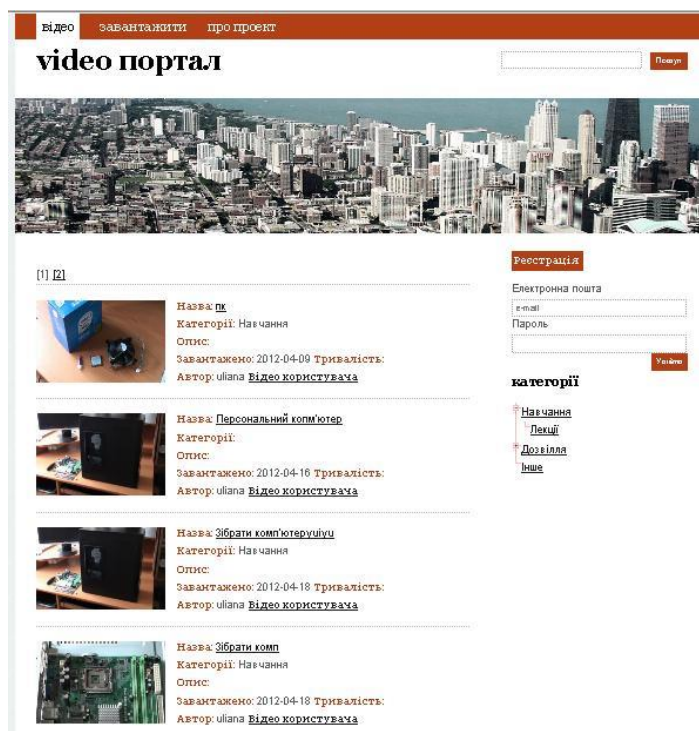 відео завантажити про проект
video портал
Пошук
[1] [2]
Назва: пк
Категорії: Навчання
Опис:
Завантажено: 2012-04-09 Тривалість:
Автор: uliana Відео користувача
Назва: Персональний копм'ютер
Категорії:
Опис:
Завантажено: 2012-04-16 Тривалість:
Автор: uliana Відео користувача
Назва: Зібрати комп'ютерyuiyu
Категорії: Навчання
Опис:
Завантажено: 2012-04-18 Тривалість:
Автор: uliana Відео користувача
Назва: Зібрати комп
Категорії: Навчання
Опис:
Завантажено: 2012-04-18 Тривалість:
Автор: uliana Відео користувача
Реєстрація
Електронна пошта
e-mail
Пароль
Увійти
категорії
Навчання
Лекції
Дозвілля
Інше